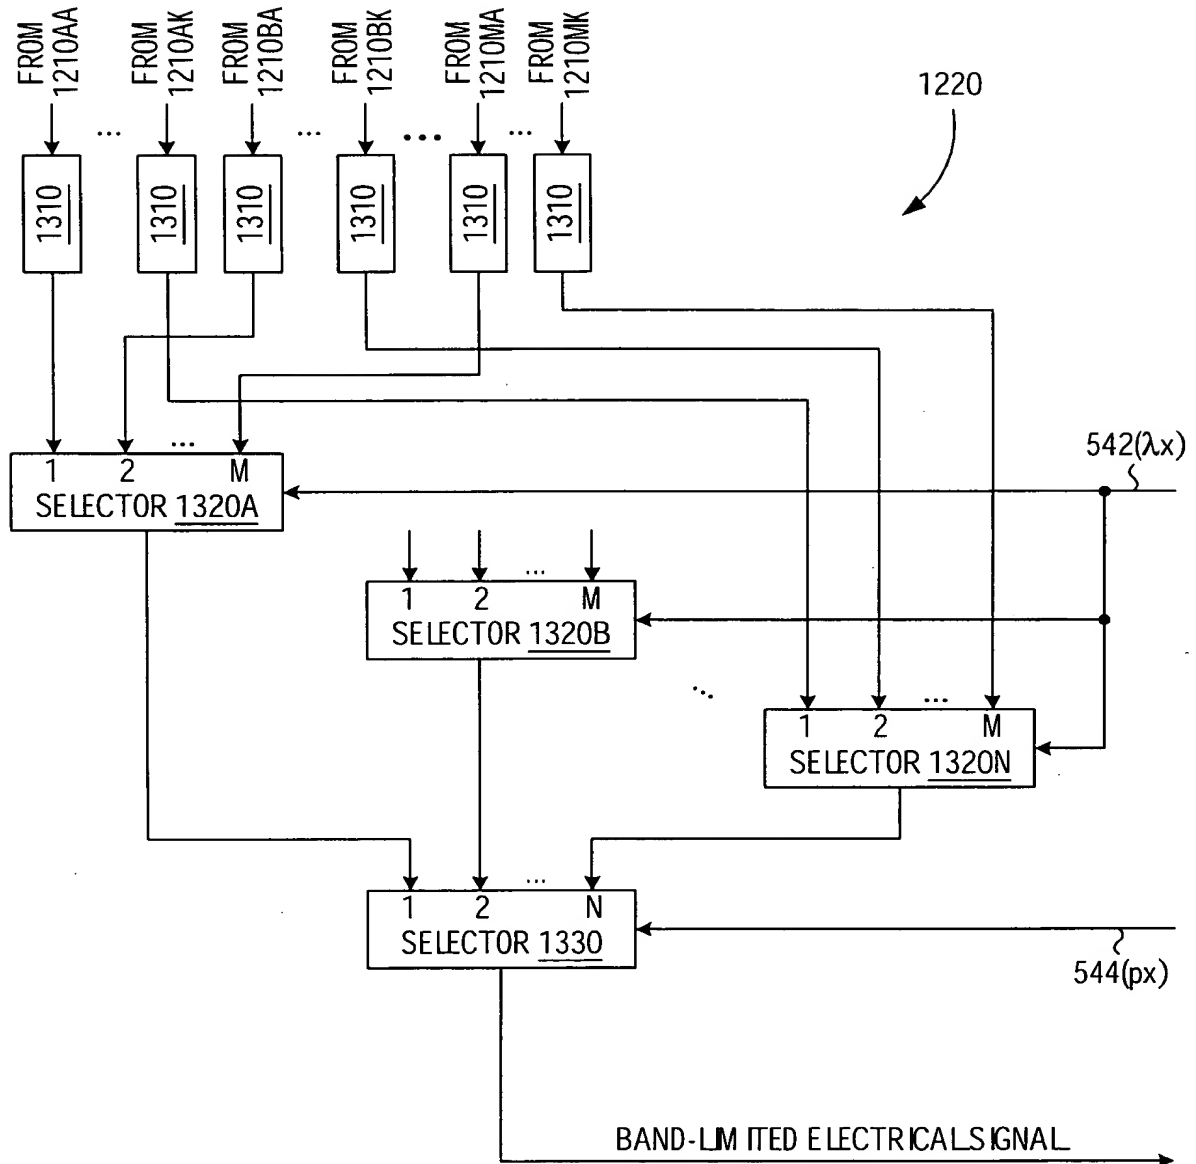 FROM 1210AA
FROM 1210AK
FROM 1210BA
FROM 1210BK
FROM 1210MA
FROM 1210MK
1220
...
...
...
...
1310
1310
1310
1310
1310
1310
...
542(λx)
1 2 M
SELECTOR 1320A
...
1 2 M
SELECTOR 1320B
...
...
1 2 M
SELECTOR 1320N
...
1 2 N
SELECTOR 1330
544(px)
BAND-LIMITED ELECTRICAL SIGNAL